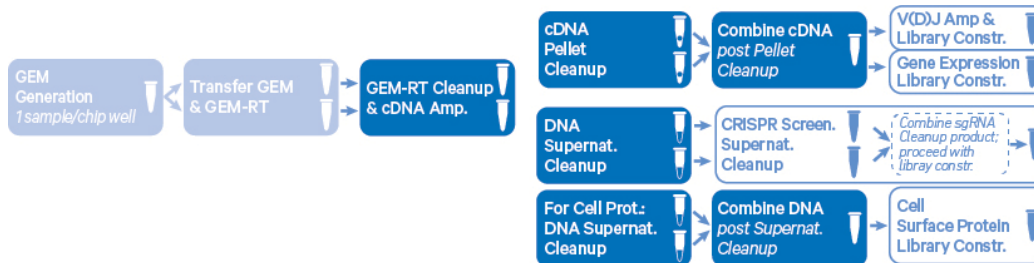 GEM
Generation
1 sample/chip well
Transfer GEM
& GEM-RT
GEM-RT Cleanup
& cDNA Amp.
cDNA
Pellet
Cleanup
Combine cDNA
post Pellet
Cleanup
V(D)J Amp &
Library Constr.
Gene Expression
Library Constr.
DNA
Supernat.
Cleanup
CRISPR Screen.
Supernat.
Cleanup
Combine sgRNA
Cleanup product;
proceed with
libray constr.
For Cell Prot.:
DNA Supernat.
Cleanup
Combine DNA
post Supernat.
Cleanup
Cell
Surface Protein
Library Constr.